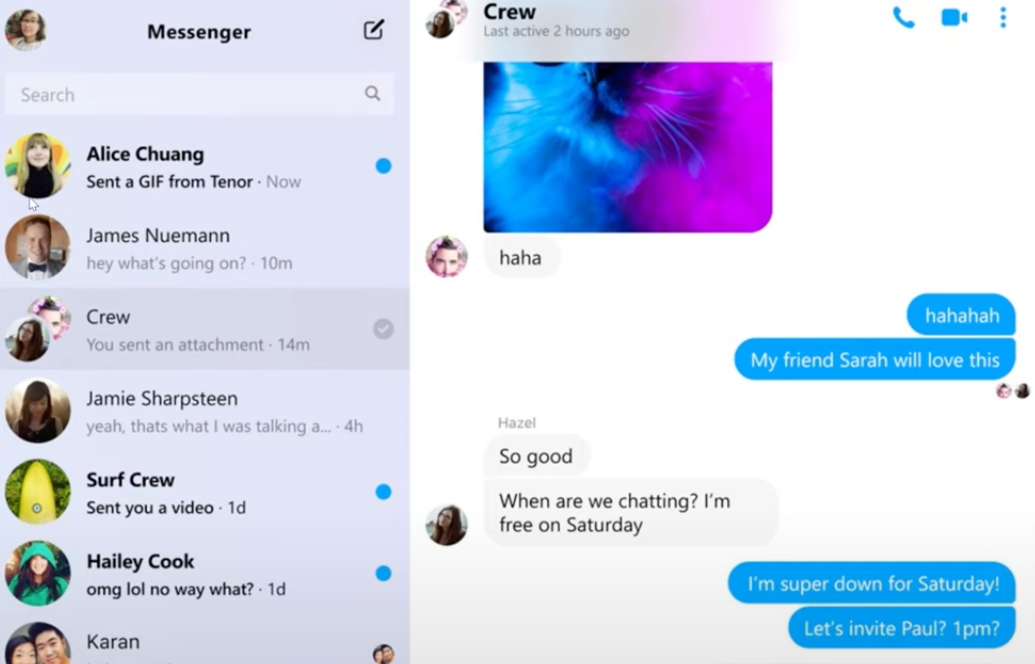 Messenger
Search
Alice Chuang
Sent a GIF from Tenor · Now
James Nuemann
hey what's going on? · 10m
Crew
You sent an attachment · 14m
Jamie Sharpsteen
yeah, thats what I was talking a... · 4h
Surf Crew
Sent you a video · 1d
Hailey Cook
omg lol no way what? · 1d
Karan
Crew
Last active 2 hours ago
haha
hahahah
My friend Sarah will love this
Hazel
So good
When are we chatting? I'm
free on Saturday
I'm super down for Saturday!
Let's invite Paul? 1pm?